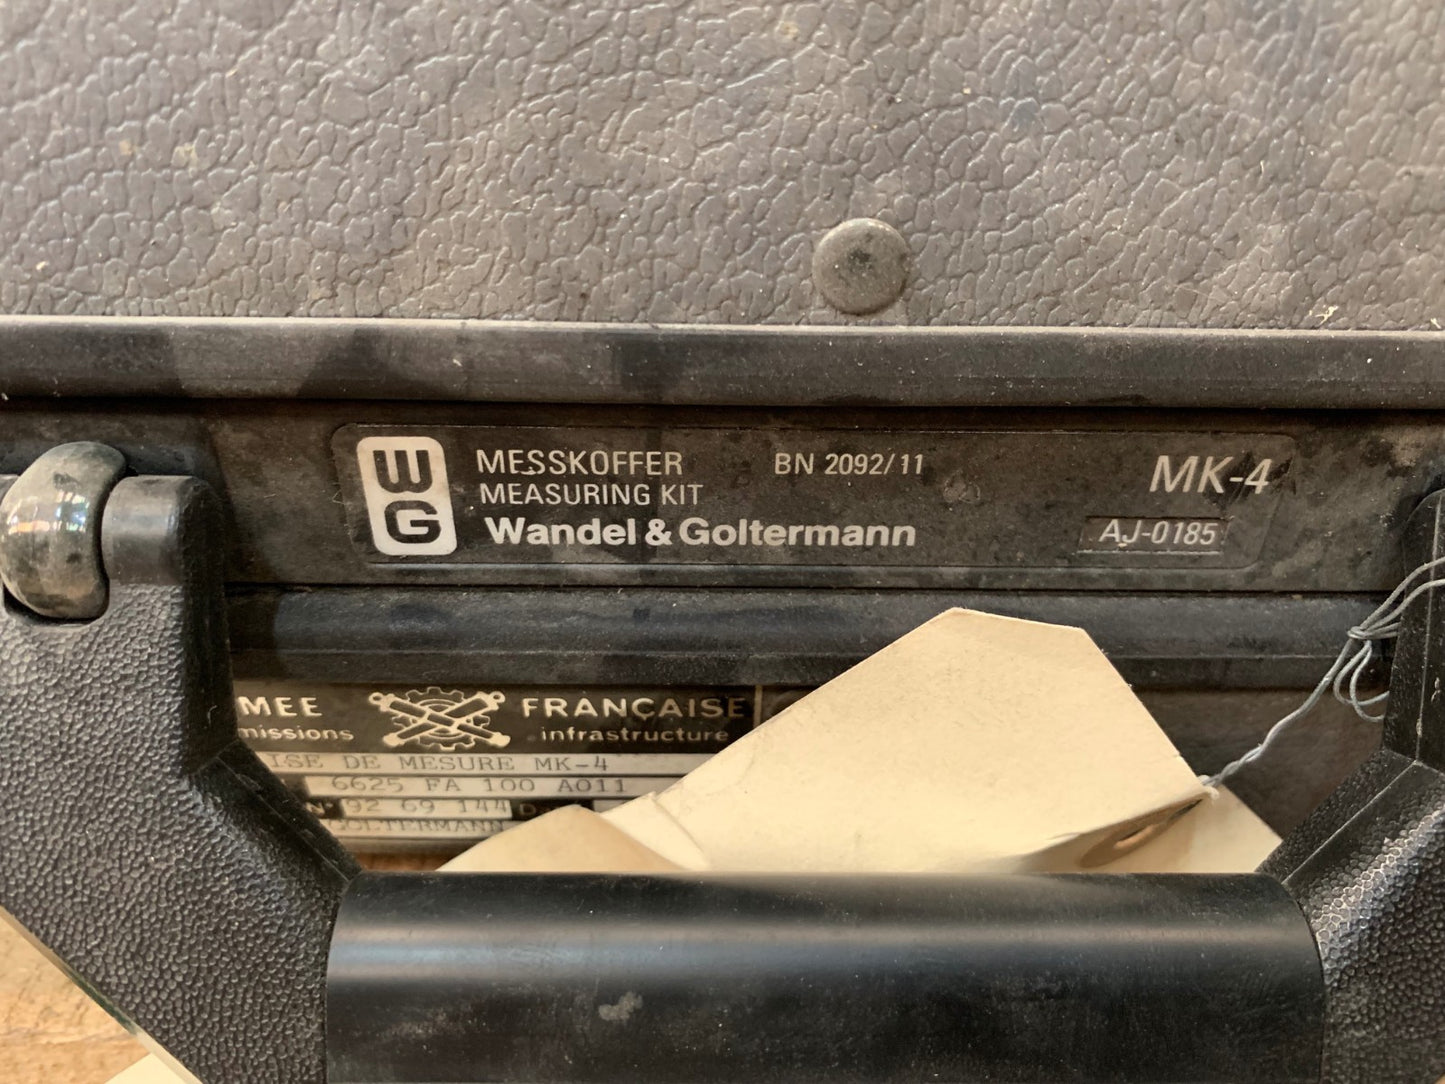 WG
MESSKOFFER BN 2092/11 MK-4
MEASURING KIT
Wandel & Goltermann AJ-0185
MEE FRANÇAISE
missions infrastructure
ISE DE MESURE MK-4
6625 FA 100 A011
N° 92 69 144 D
GOLTERMANN